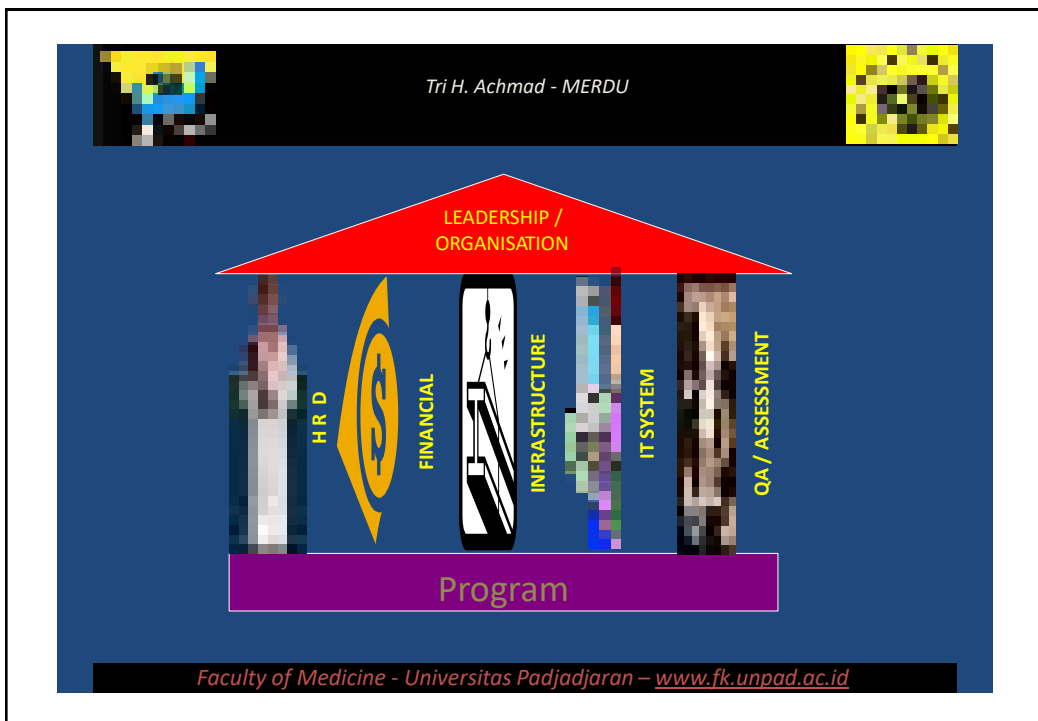 Tri H. Achmad - MERDU
LEADERSHIP /
ORGANISATION
H R D
FINANCIAL
INFRASTRUCTURE
IT SYSTEM
QA / ASSESSMENT
Program
Faculty of Medicine - Universitas Padjadjaran – www.fk.unpad.ac.id